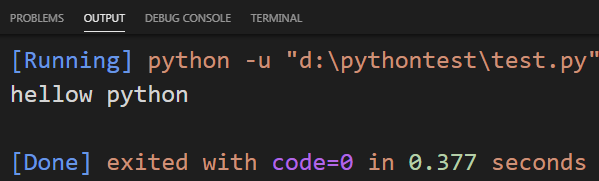 PROBLEMS OUTPUT DEBUG CONSOLE TERMINAL
[Running] python -u "d:\pythontest\test.py"
hellow python
[Done] exited with code=0 in 0.377 seconds